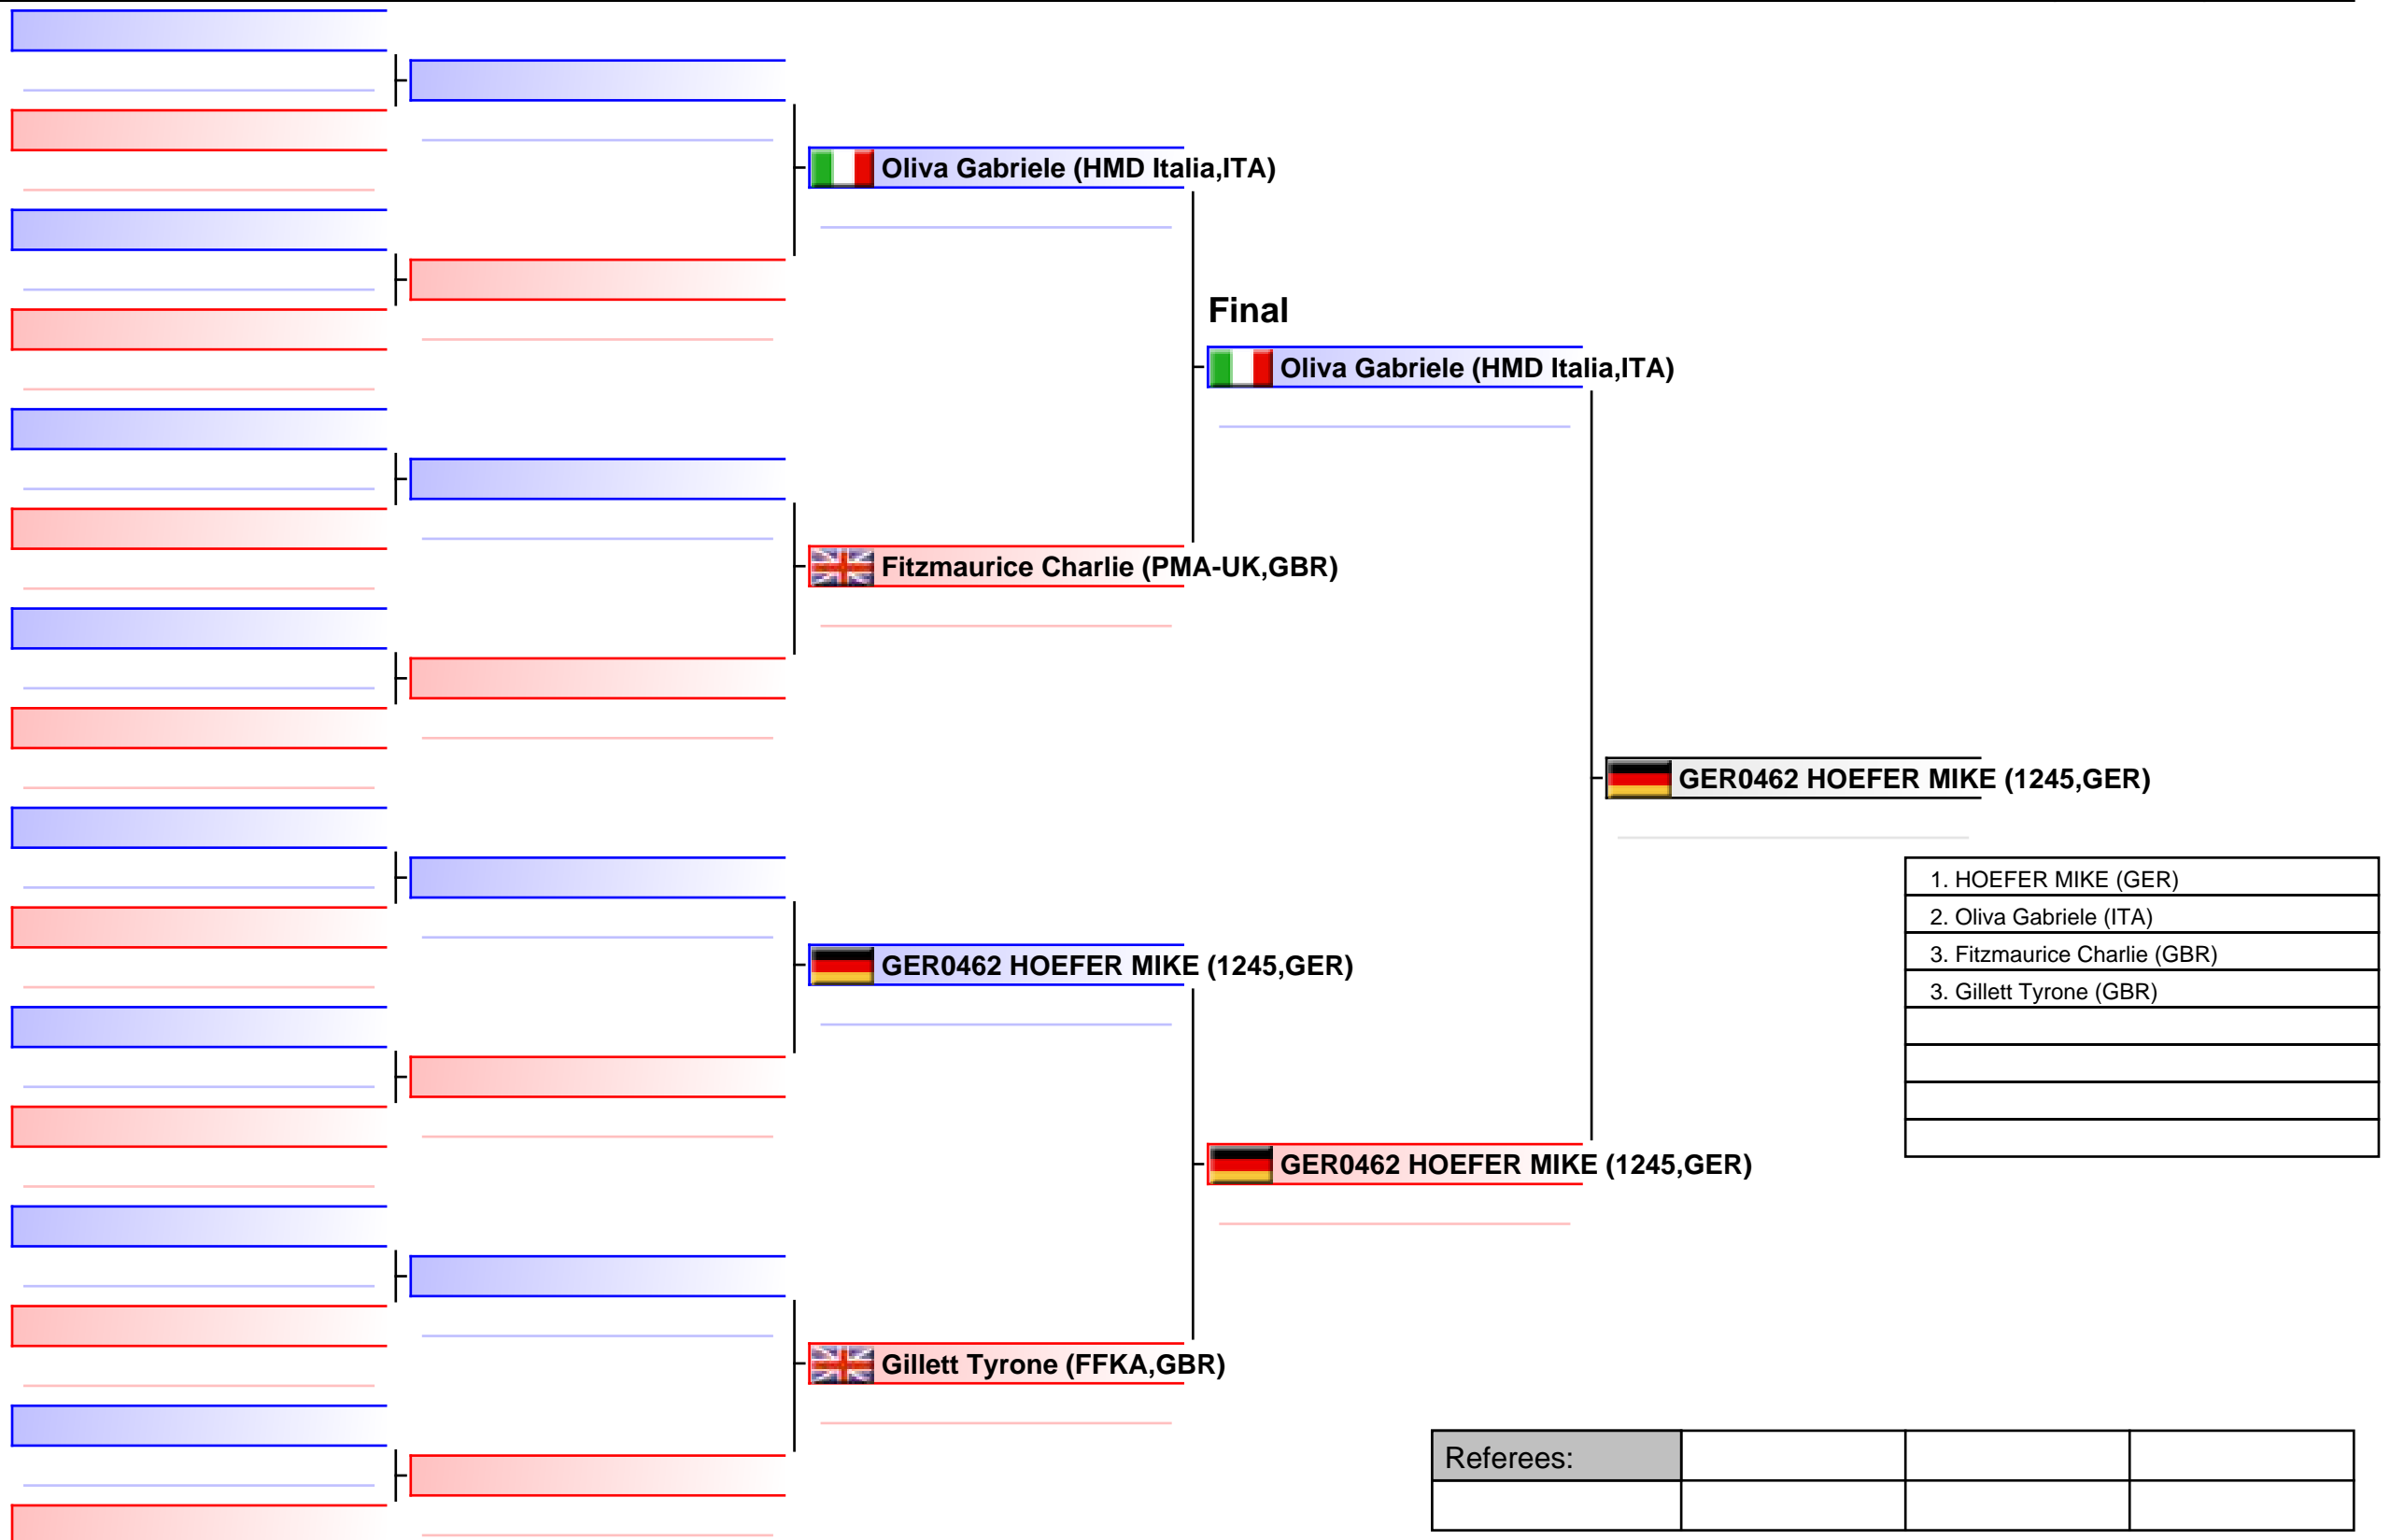 Oliva Gabriele (HMD Italia,ITA)
Final
Oliva Gabriele (HMD Italia,ITA)
Fitzmaurice Charlie (PMA-UK,GBR)
GER0462 HOEFER MIKE (1245,GER)
1. HOEFER MIKE (GER)
2. Oliva Gabriele (ITA)
3. Fitzmaurice Charlie (GBR)
3. Gillett Tyrone (GBR)
GER0462 HOEFER MIKE (1245,GER)
GER0462 HOEFER MIKE (1245,GER)
Gillett Tyrone (FFKA,GBR)
Referees: